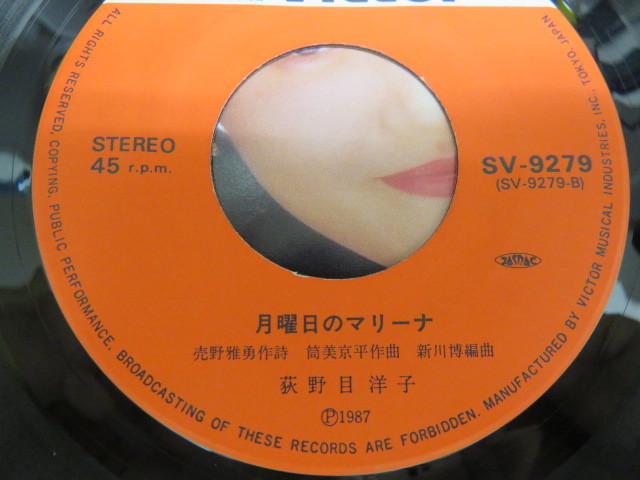 STEREO
45 r.p.m.
SV-9279
(SV-9279-B)
JASRAC
月曜日のマリーナ
売野雅勇作詩 筒美京平作曲 新川博編曲
荻野目洋子
Ⓟ1987
ALL RIGHTS RESERVED. COPYING, PUBLIC PERFORMANCE, BROADCASTING OF THESE RECORDS ARE FORBIDDEN. MANUFACTURED BY VICTOR MUSICAL INDUSTRIES, INC., TOKYO, JAPAN